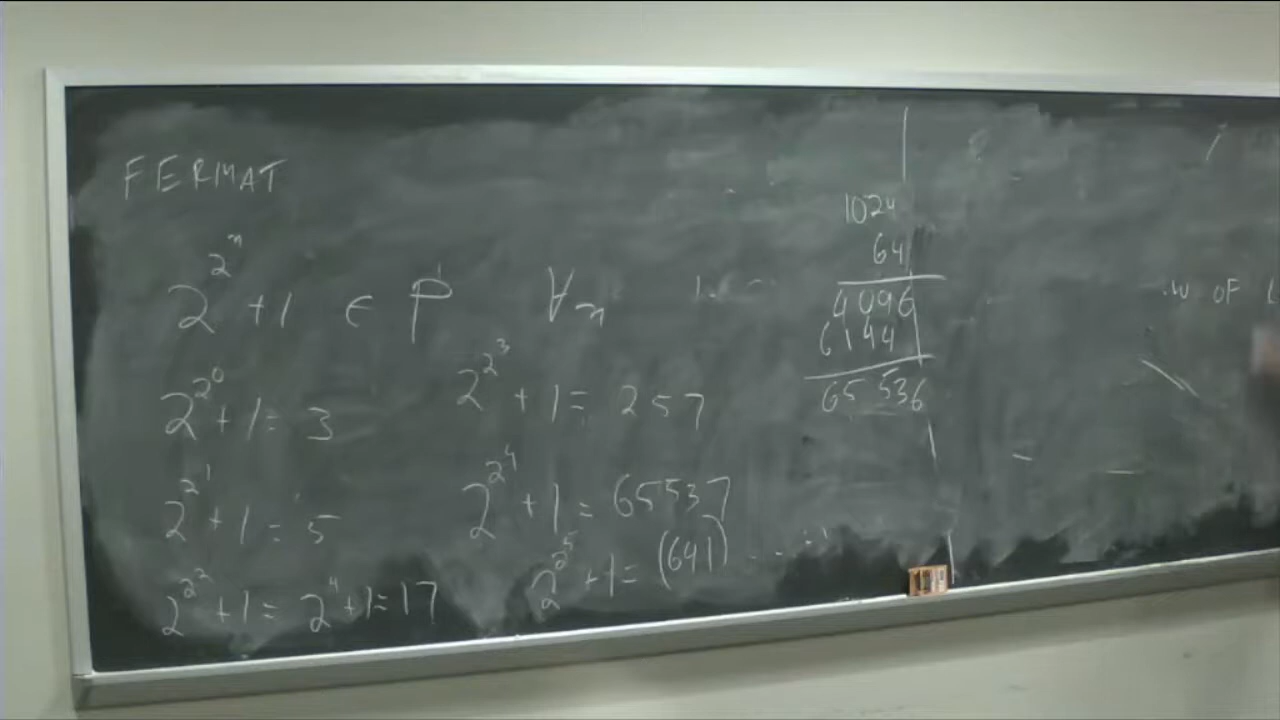 FERMAT
2^{2^n} + 1 ∈ P ∀n
2^{2^0} + 1 = 3
2^{2^1} + 1 = 5
2^{2^2} + 1 = 2^4 + 1 = 17
2^{2^3} + 1 = 257
2^{2^4} + 1 = 65537
2^{2^5} + 1 = (641) ...
1024
64
4096
6144
65536
OF